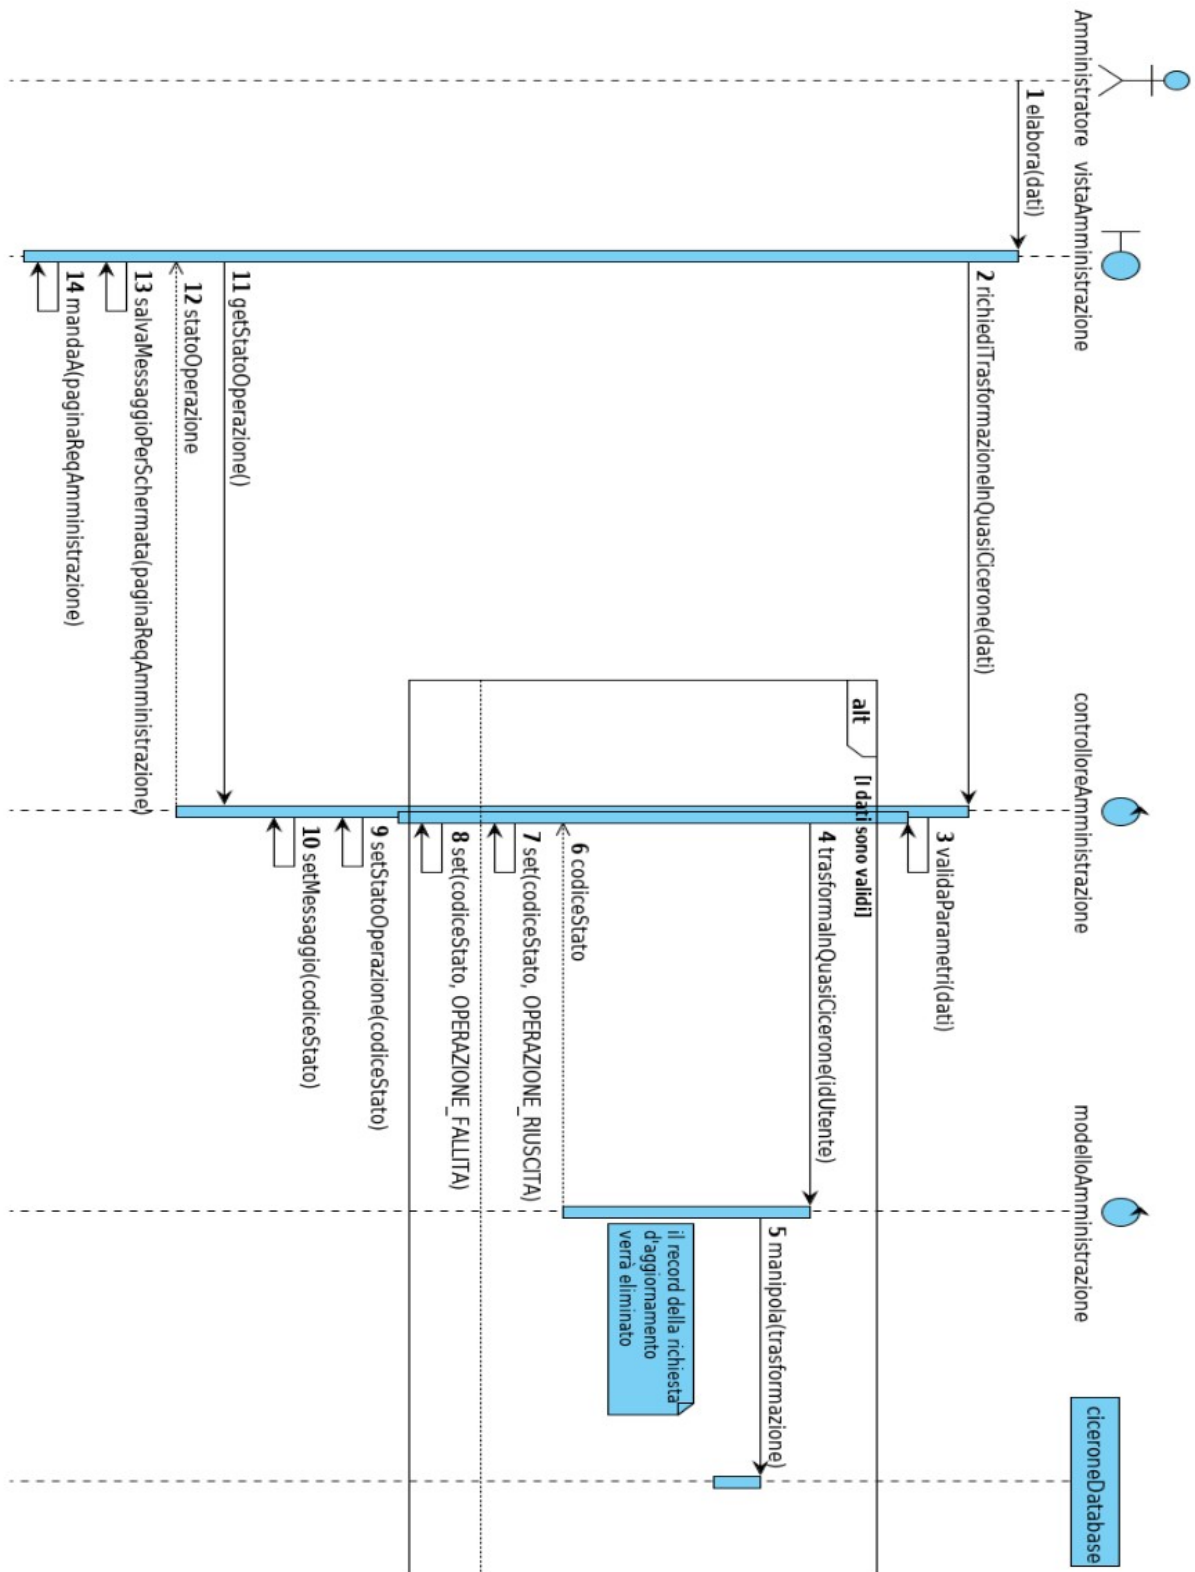 Amministratore
vistaAmministrazione
controlloreAmministrazione
modelloAmministrazione
ciceroneDatabase
1 elabora(dati)
2 richiediTrasformazioneInQuasiCicerone(dati)
3 validaParametri(dati)
alt
[I dati sono validi]
4 trasformaInQuasiCicerone(idUtente)
5 manipola(trasformazione)
il record della richiesta
d'aggiornamento
verrà eliminato
6 codiceStato
7 set(codiceStato, OPERAZIONE_RIUSCITA)
8 set(codiceStato, OPERAZIONE_FALLITA)
9 setStatoOperazione(codiceStato)
10 setMessaggio(codiceStato)
11 getStatoOperazione()
12 statoOperazione
13 salvaMessaggioPerSchermata(paginaReqAmministrazione)
14 mandaA(paginaReqAmministrazione)